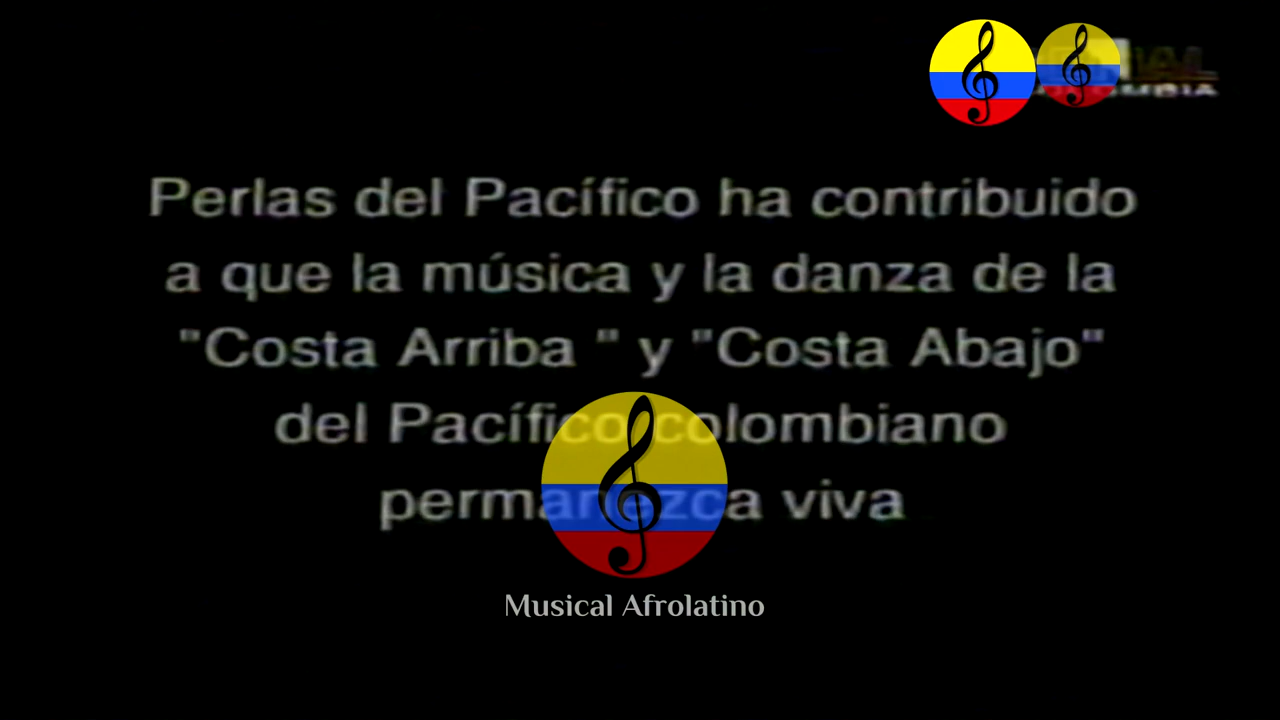 Perlas del Pacífico ha contribuido
a que la música y la danza de la
"Costa Arriba " y "Costa Abajo"
del Pacífico colombiano
permanezca viva
Musical Afrolatino